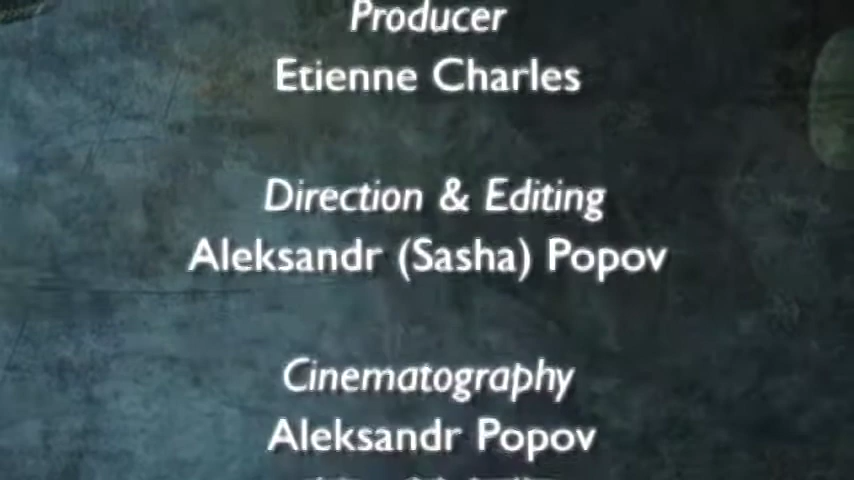 Producer
Etienne Charles
Direction & Editing
Aleksandr (Sasha) Popov
Cinematography
Aleksandr Popov